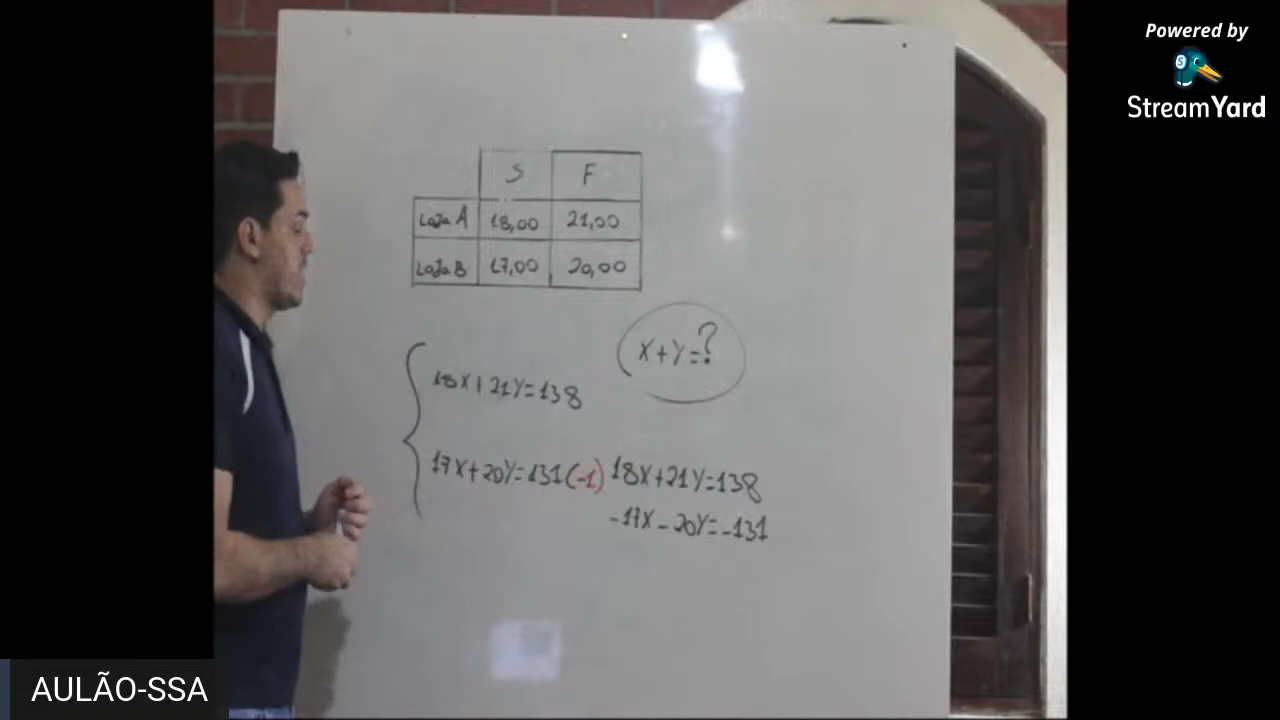 Powered by
StreamYard
S F
Loja A 18,00 21,00
Loja B 17,00 20,00
X+Y=?
18X+21Y=138
17X+20Y=131(-1) 18X+21Y=138
-17X-20Y=-131
AULÃO-SSA